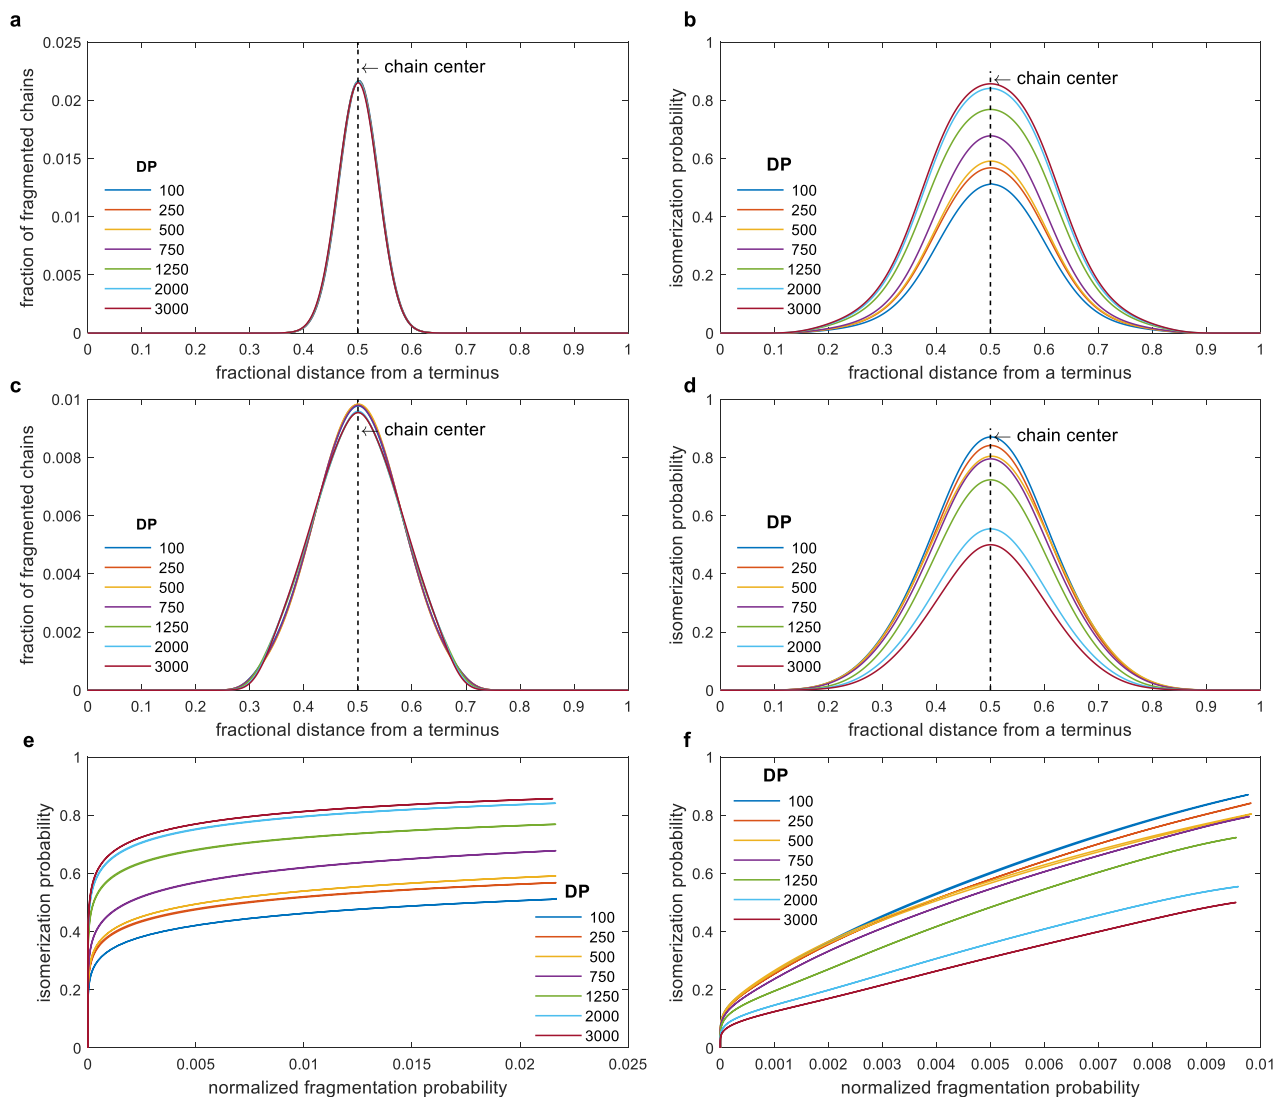 a
0.025
0.02
0.015
0.01
0.005
0
fraction of fragmented chains
← chain center
DP
100
250
500
750
1250
2000
3000
0 0.1 0.2 0.3 0.4 0.5 0.6 0.7 0.8 0.9 1
fractional distance from a terminus
b
1
0.8
0.6
0.4
0.2
0
isomerization probability
← chain center
DP
100
250
500
750
1250
2000
3000
0 0.1 0.2 0.3 0.4 0.5 0.6 0.7 0.8 0.9 1
fractional distance from a terminus
c
0.01
0.008
0.006
0.004
0.002
0
fraction of fragmented chains
← chain center
DP
100
250
500
750
1250
2000
3000
0 0.1 0.2 0.3 0.4 0.5 0.6 0.7 0.8 0.9 1
fractional distance from a terminus
d
1
0.8
0.6
0.4
0.2
0
isomerization probability
← chain center
DP
100
250
500
750
1250
2000
3000
0 0.1 0.2 0.3 0.4 0.5 0.6 0.7 0.8 0.9 1
fractional distance from a terminus
e
1
0.8
0.6
0.4
0.2
0
isomerization probability
DP
100
250
500
750
1250
2000
3000
0 0.005 0.01 0.015 0.02 0.025
normalized fragmentation probability
f
1
0.8
0.6
0.4
0.2
0
isomerization probability
DP
100
250
500
750
1250
2000
3000
0 0.001 0.002 0.003 0.004 0.005 0.006 0.007 0.008 0.009 0.01
normalized fragmentation probability